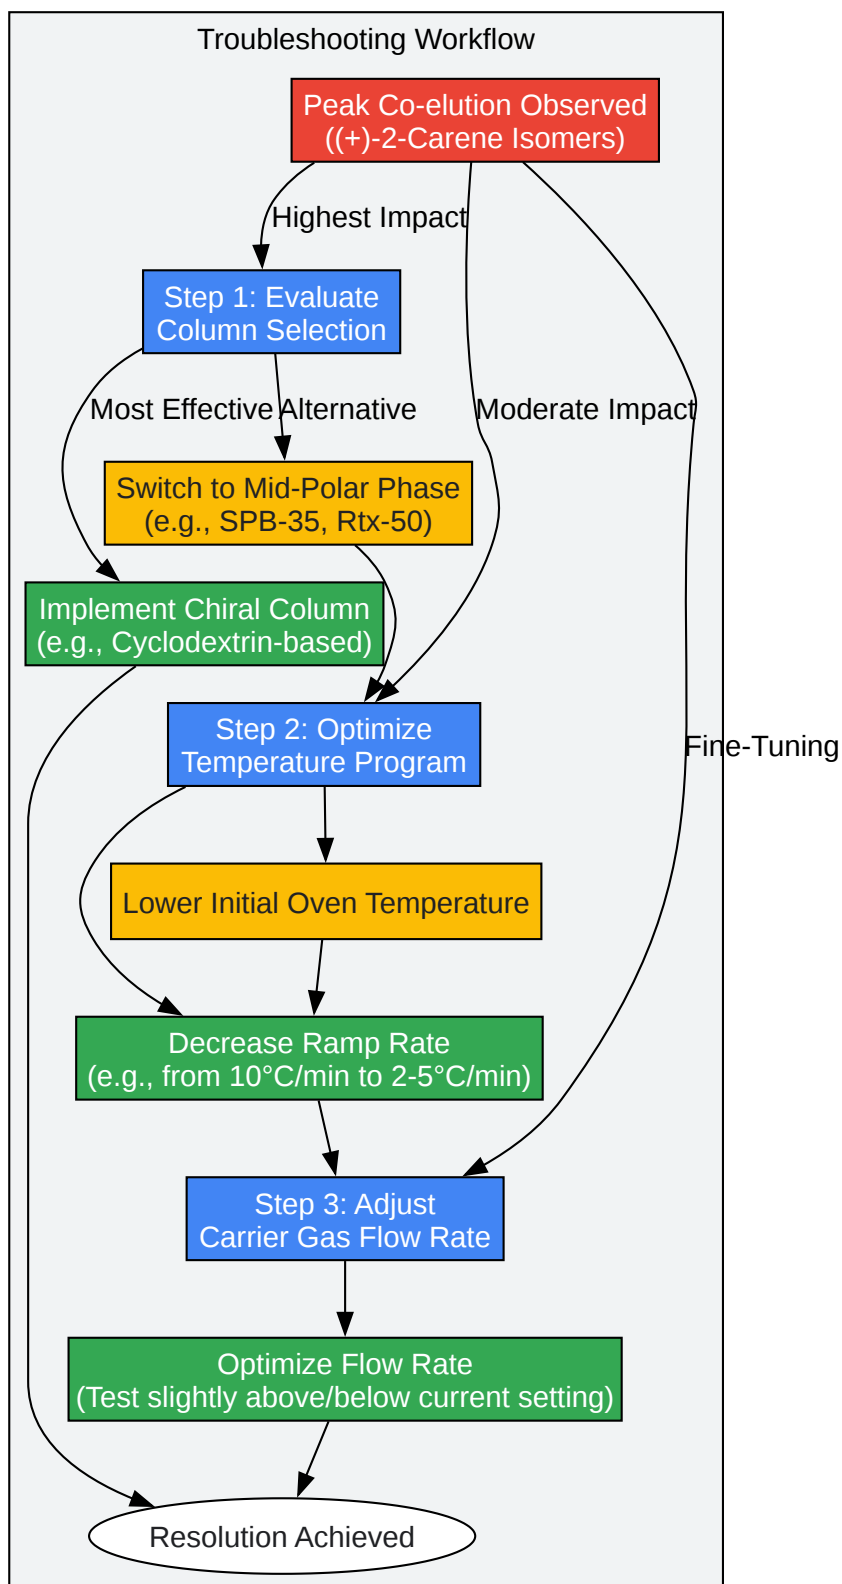 Troubleshooting Workflow
Peak Co-elution Observed
((+)-2-Carene Isomers)
Highest Impact
Step 1: Evaluate
Column Selection
Most Effective
Alternative
Moderate Impact
Switch to Mid-Polar Phase
(e.g., SPB-35, Rtx-50)
Implement Chiral Column
(e.g., Cyclodextrin-based)
Step 2: Optimize
Temperature Program
Fine-Tuning
Lower Initial Oven Temperature
Decrease Ramp Rate
(e.g., from 10°C/min to 2-5°C/min)
Step 3: Adjust
Carrier Gas Flow Rate
Optimize Flow Rate
(Test slightly above/below current setting)
Resolution Achieved